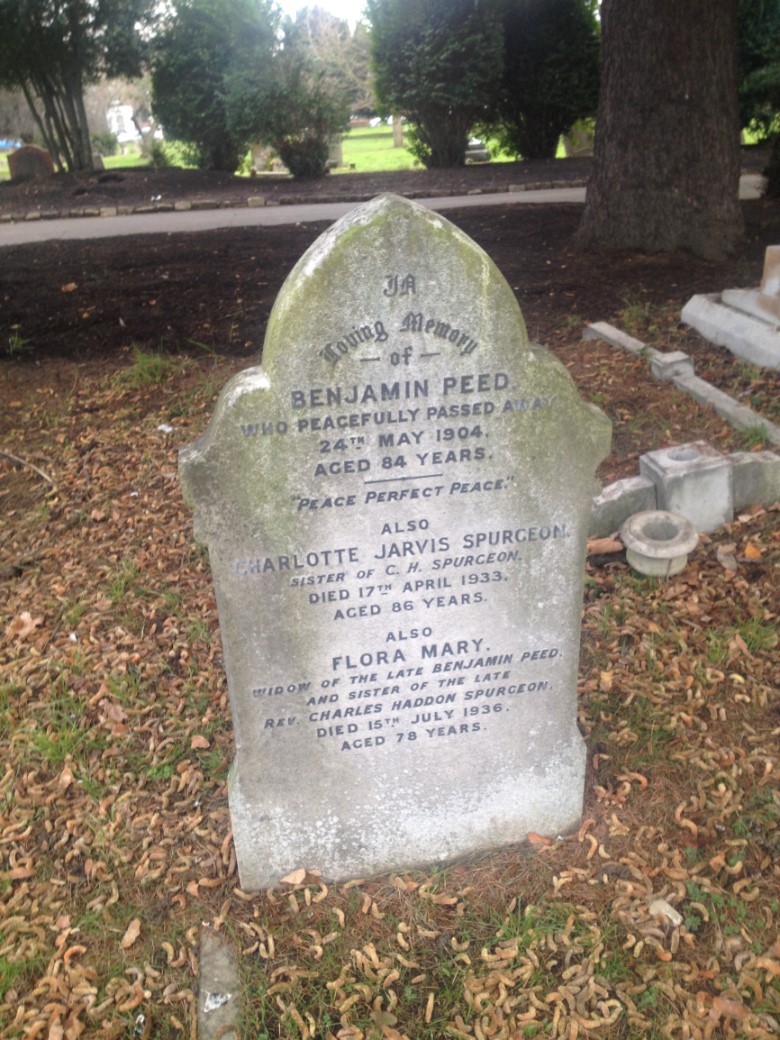 In
Loving Memory
of
BENJAMIN PEED.
WHO PEACEFULLY PASSED AWAY
24TH MAY 1904.
AGED 84 YEARS.
"PEACE PERFECT PEACE."
ALSO
CHARLOTTE JARVIS SPURGEON.
SISTER OF C. H. SPURGEON.
DIED 17TH APRIL 1933.
AGED 86 YEARS.
ALSO
FLORA MARY.
WIDOW OF THE LATE BENJAMIN PEED.
AND SISTER OF THE LATE
REV. CHARLES HADDON SPURGEON.
DIED 15TH JULY 1936.
AGED 78 YEARS.